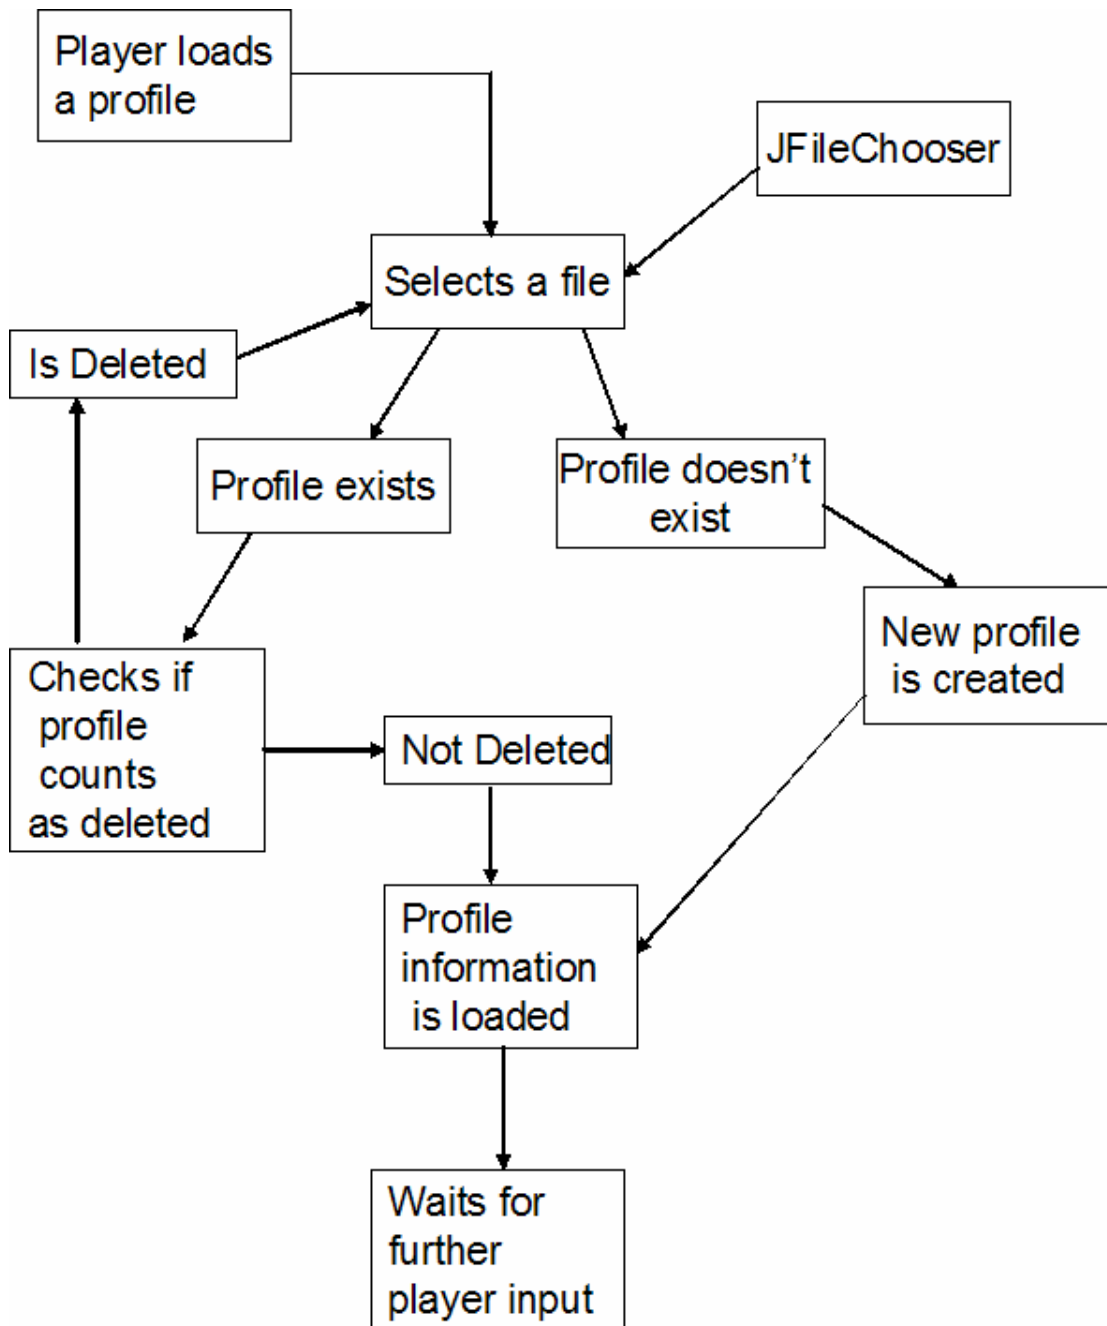 Player loads
a profile
JFileChooser
Selects a file
Is Deleted
Profile exists
Profile doesn't
exist
New profile
is created
Checks if
profile
counts
as deleted
Not Deleted
Profile
information
is loaded
Waits for
further
player input